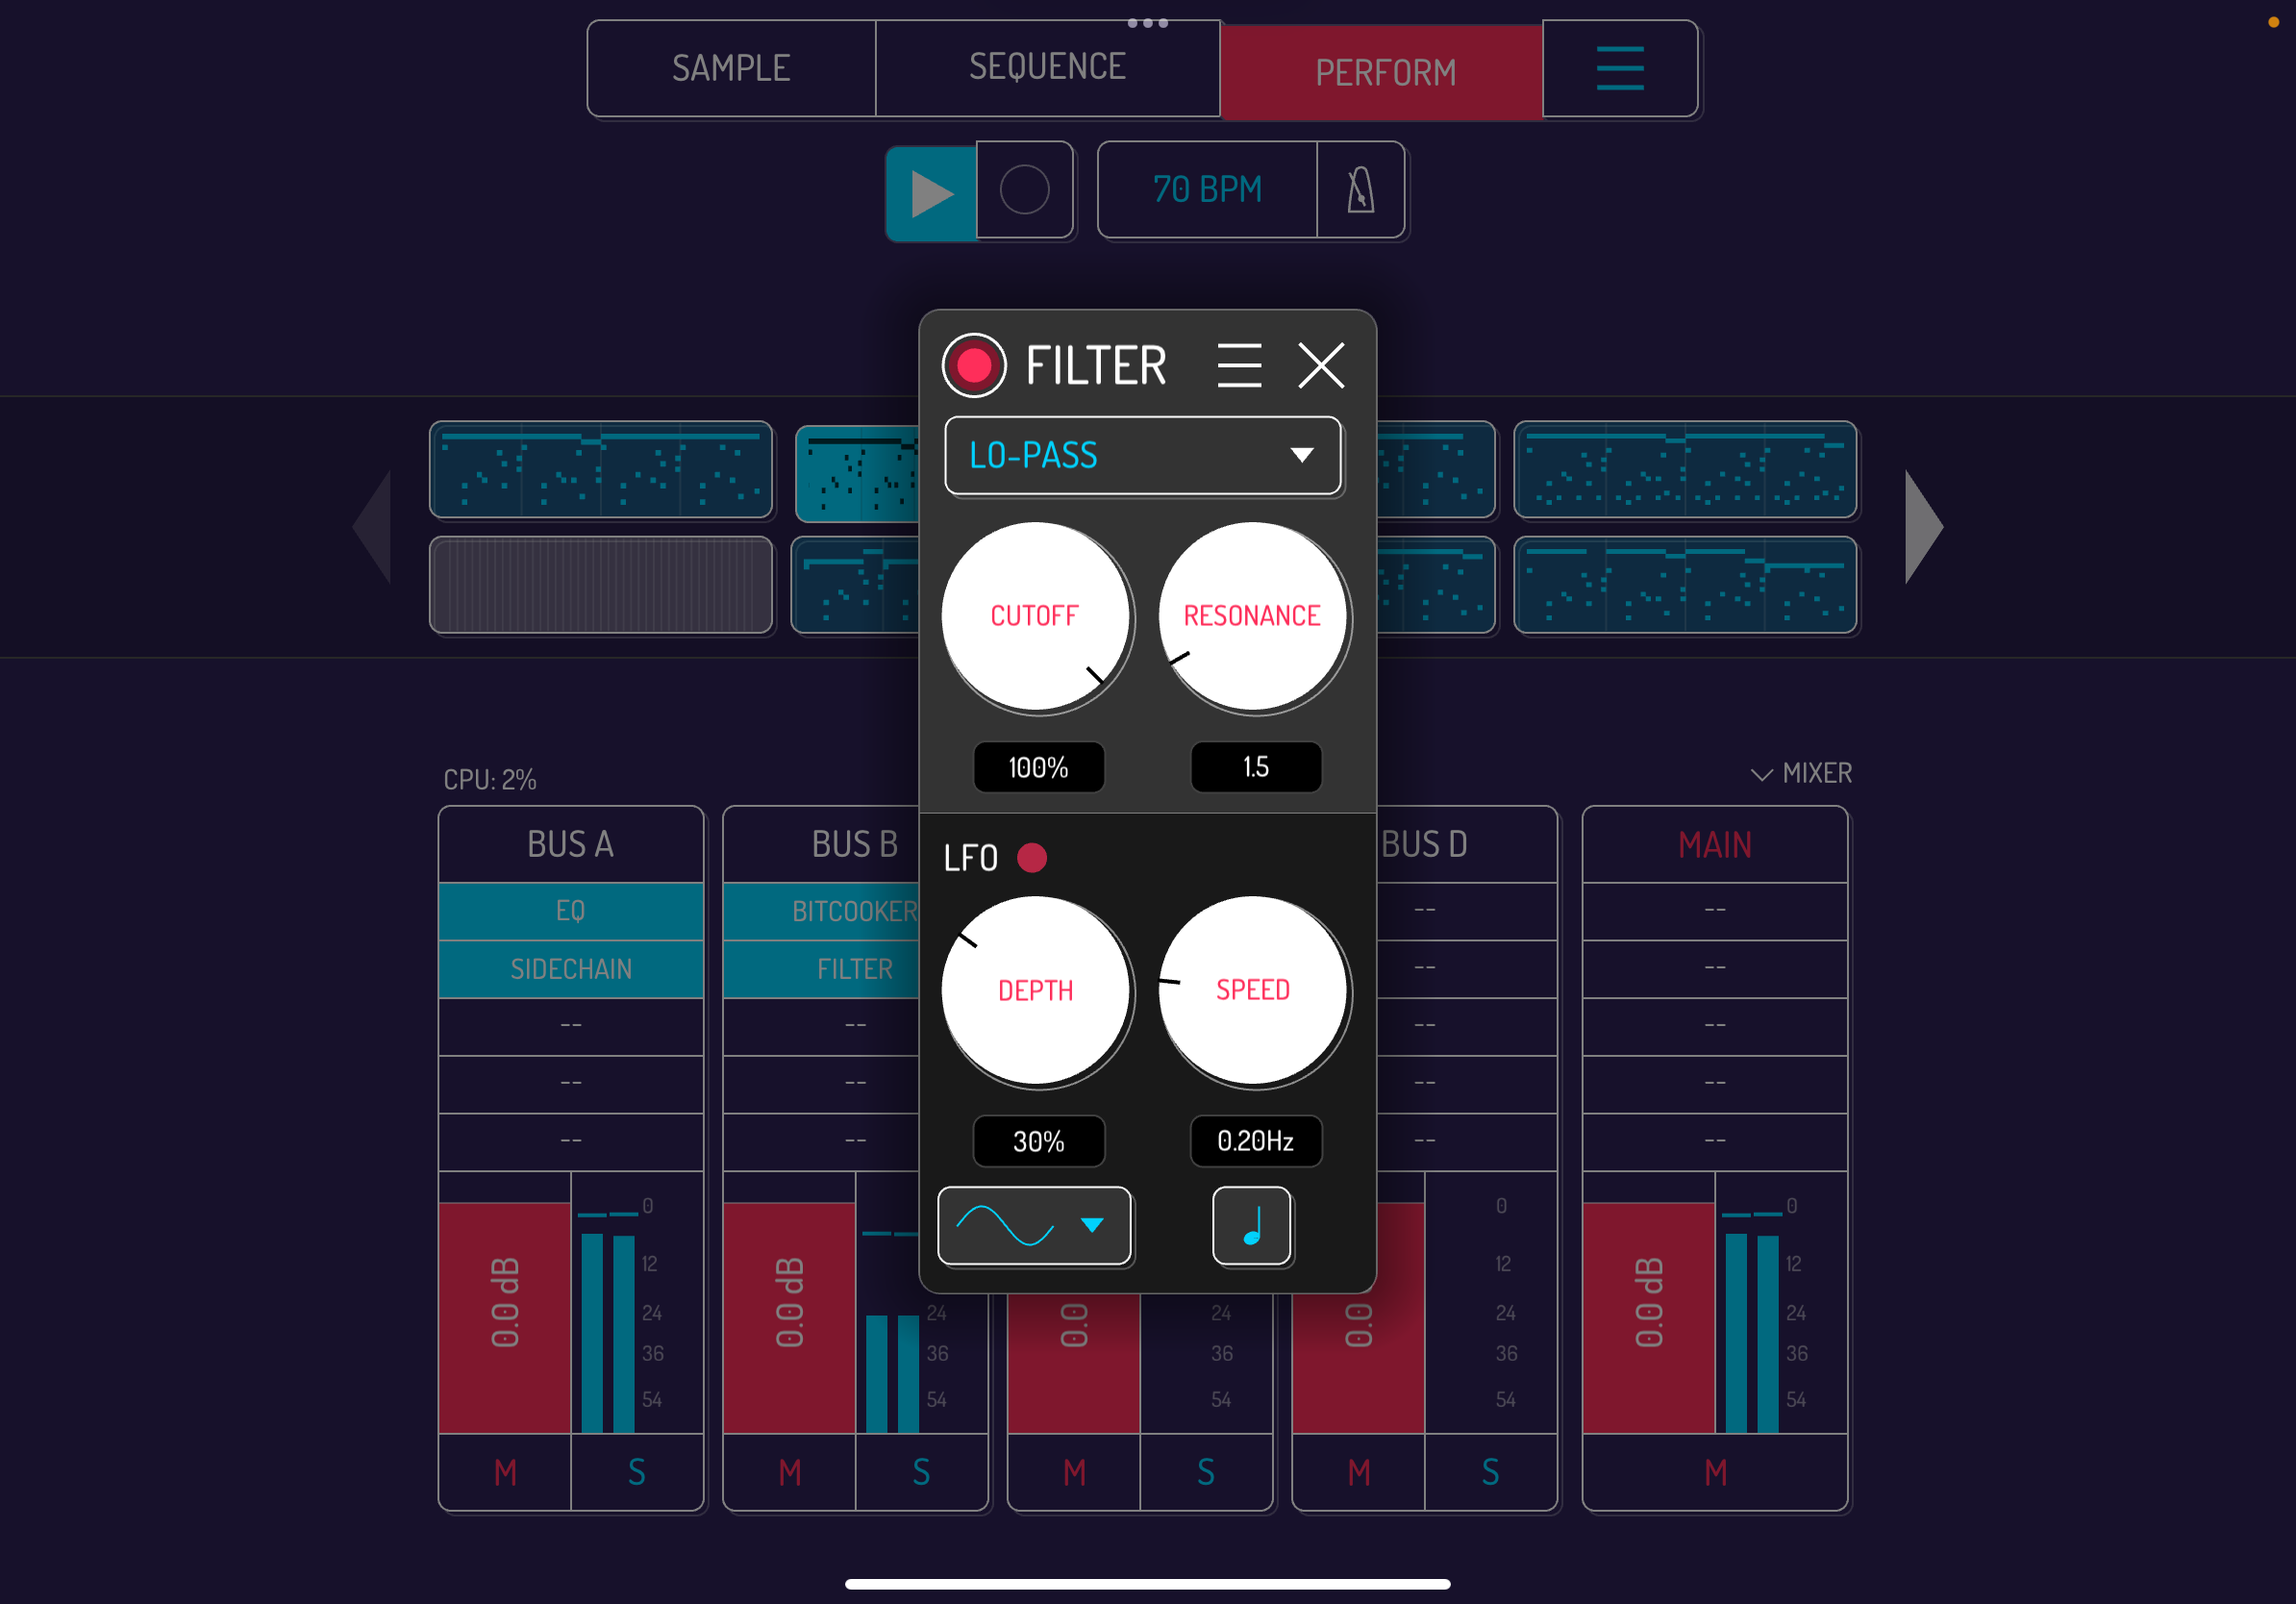 SAMPLE SEQUENCE PERFORM
70 BPM
FILTER
LO-PASS
CUTOFF RESONANCE
100% 1.5
CPU: 2% MIXER
BUS A BUS B BUS D MAIN
LFO
EQ BITCOOKER -- --
SIDECHAIN FILTER -- --
DEPTH SPEED
-- -- -- --
-- -- -- --
-- -- -- --
30% 0.20Hz
0 0 0
12 12 12
24 24 24 24 24
36 36 36 36 36
54 54 54 54 54
0.0 dB 0.0 dB 0.0 0.0 0.0 dB
M S M S M S M S M